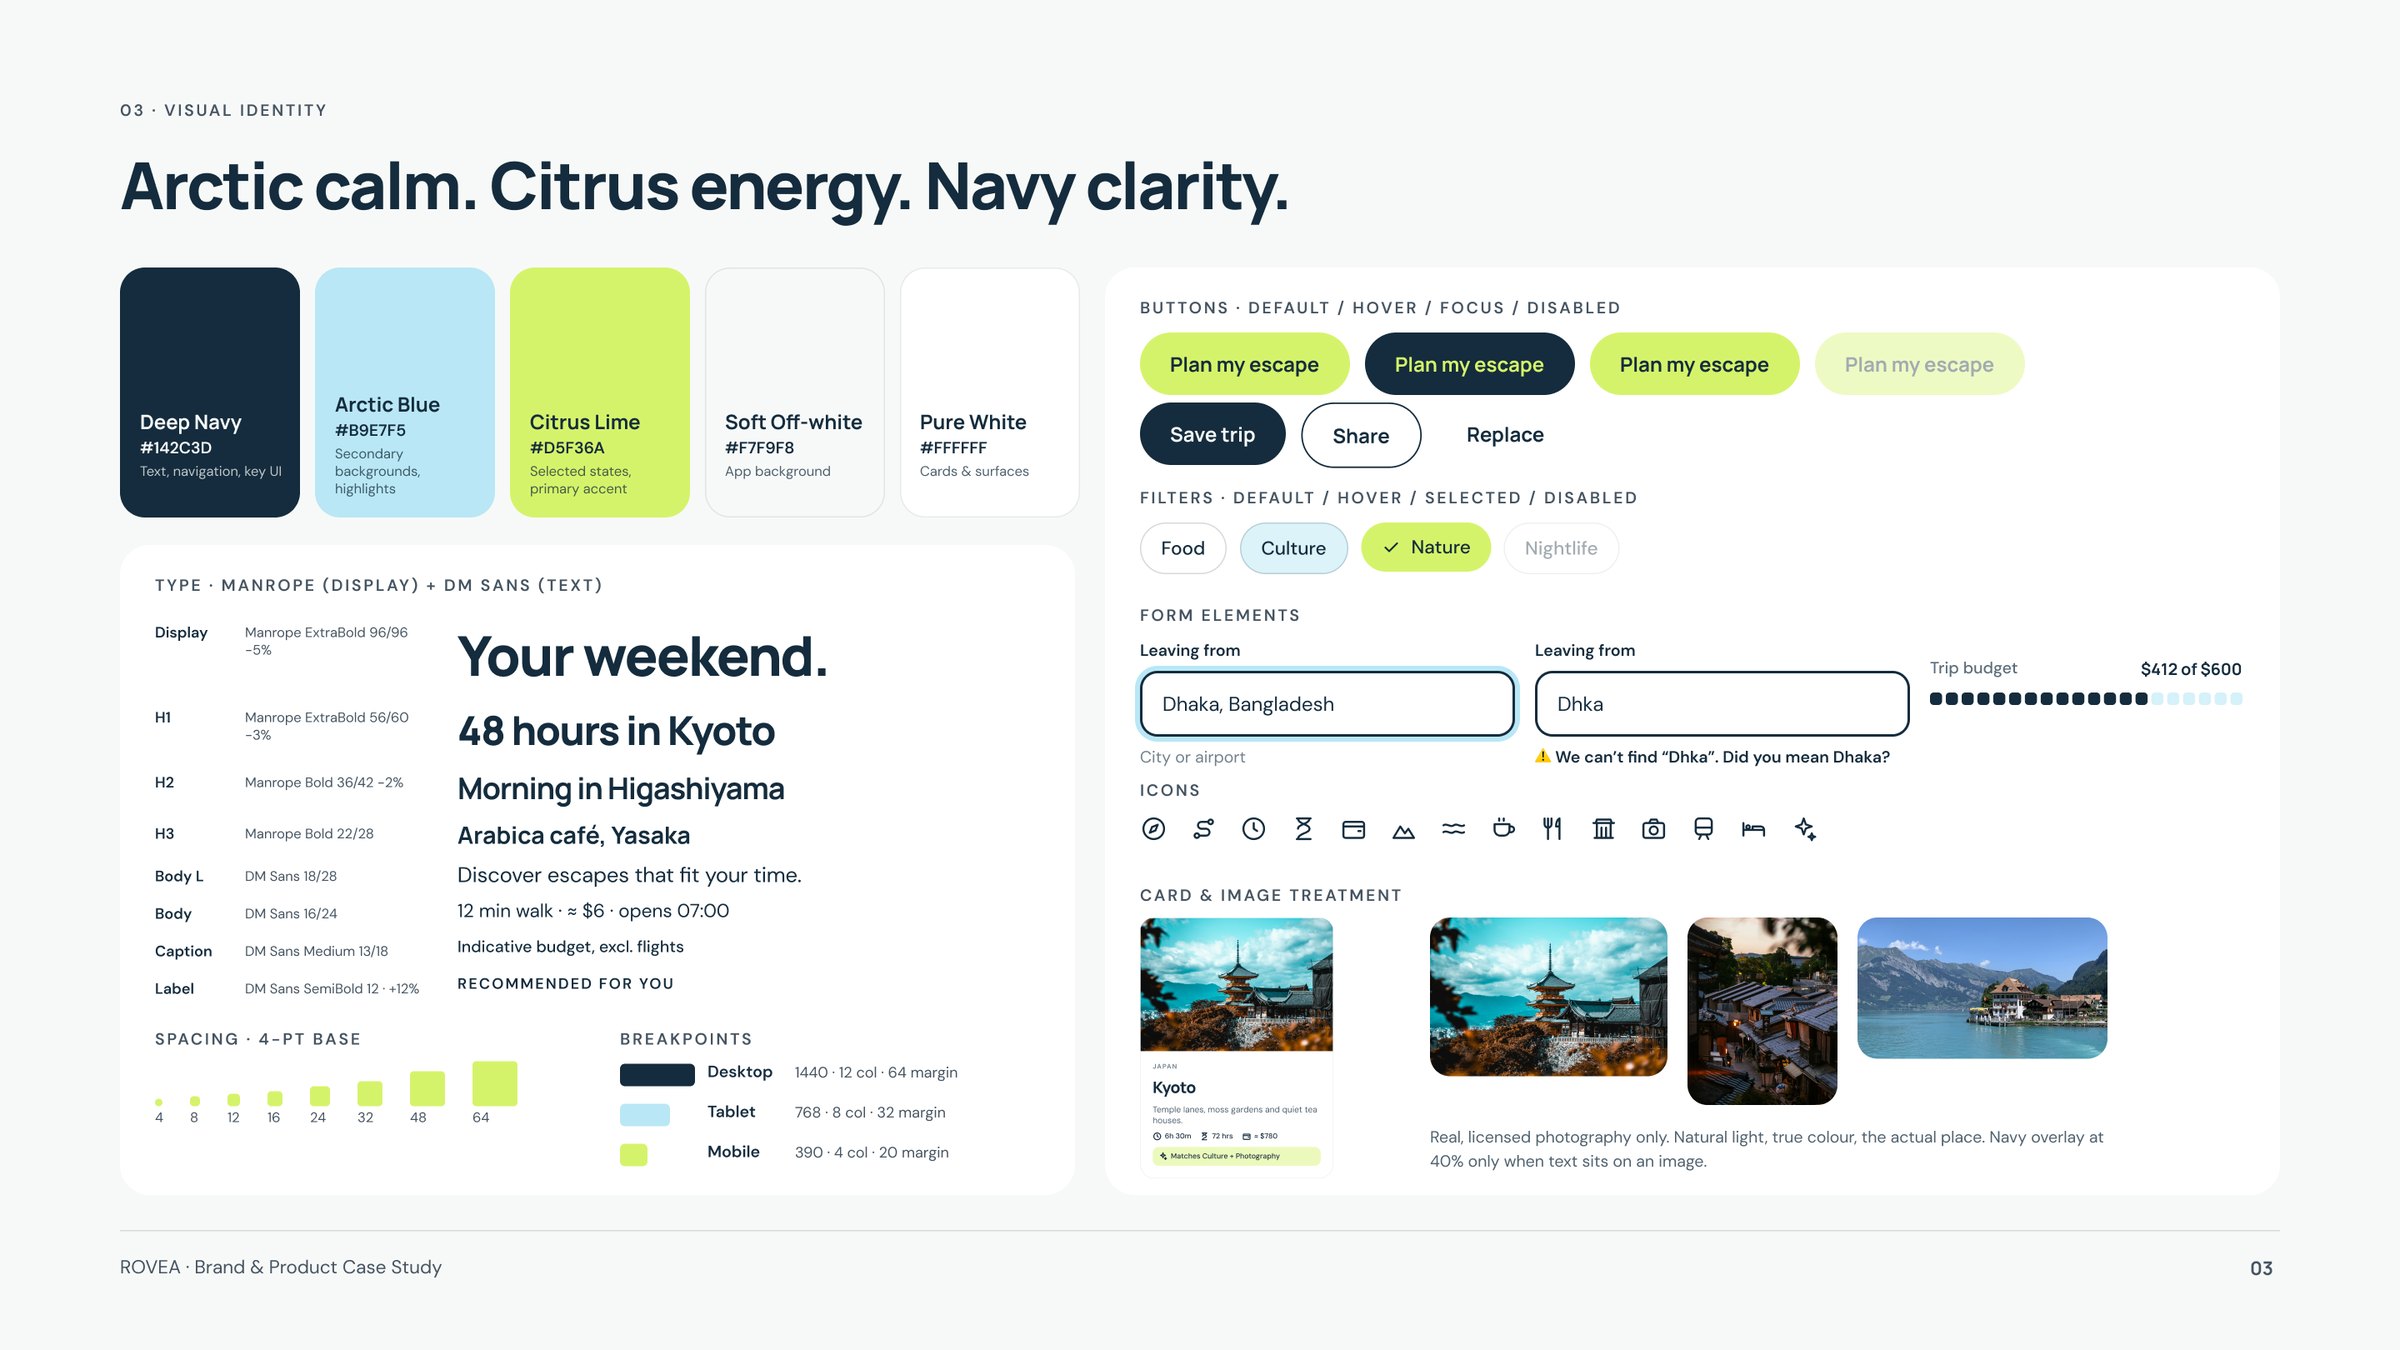 03 · VISUAL IDENTITY
Arctic calm. Citrus energy. Navy clarity.
Deep Navy
#142C3D
Text, navigation, key UI
Arctic Blue
#B9E7F5
Secondary
backgrounds,
highlights
Citrus Lime
#D5F36A
Selected states,
primary accent
Soft Off-white
#F7F9F8
App background
Pure White
#FFFFFF
Cards & surfaces
TYPE · MANROPE (DISPLAY) + DM SANS (TEXT)
Display
Manrope ExtraBold 96/96
-5%
Your weekend.
H1
Manrope ExtraBold 56/60
-3%
48 hours in Kyoto
H2
Manrope Bold 36/42 -2%
Morning in Higashiyama
H3
Manrope Bold 22/28
Arabica café, Yasaka
Body L
DM Sans 18/28
Discover escapes that fit your time.
Body
DM Sans 16/24
12 min walk · ≈ $6 · opens 07:00
Caption
DM Sans Medium 13/18
Indicative budget, excl. flights
Label
DM Sans SemiBold 12 · +12%
RECOMMENDED FOR YOU
SPACING · 4-PT BASE
4 8 12 16 24 32 48 64
BREAKPOINTS
Desktop 1440 · 12 col · 64 margin
Tablet 768 · 8 col · 32 margin
Mobile 390 · 4 col · 20 margin
BUTTONS · DEFAULT / HOVER / FOCUS / DISABLED
Plan my escape Plan my escape Plan my escape Plan my escape
Save trip Share Replace
FILTERS · DEFAULT / HOVER / SELECTED / DISABLED
Food Culture ✓ Nature Nightlife
FORM ELEMENTS
Leaving from
Dhaka, Bangladesh
City or airport
Leaving from
Dhka
⚠️ We can’t find “Dhka”. Did you mean Dhaka?
Trip budget $412 of $600
ICONS
CARD & IMAGE TREATMENT
JAPAN
Kyoto
Temple lanes, moss gardens and quiet tea
houses.
6h 30m 72 hrs ≈ $780
Matches Culture + Photography
Real, licensed photography only. Natural light, true colour, the actual place. Navy overlay at
40% only when text sits on an image.
ROVEA · Brand & Product Case Study
03